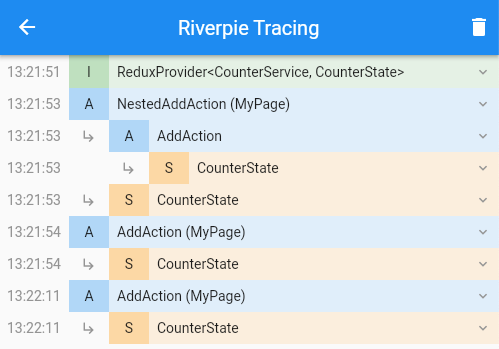 Riverpie Tracing
13:21:51 I ReduxProvider<CounterService, CounterState>
13:21:53 A NestedAddAction (MyPage)
13:21:53 A AddAction
13:21:53 S CounterState
13:21:53 S CounterState
13:21:54 A AddAction (MyPage)
13:21:54 S CounterState
13:22:11 A AddAction (MyPage)
13:22:11 S CounterState